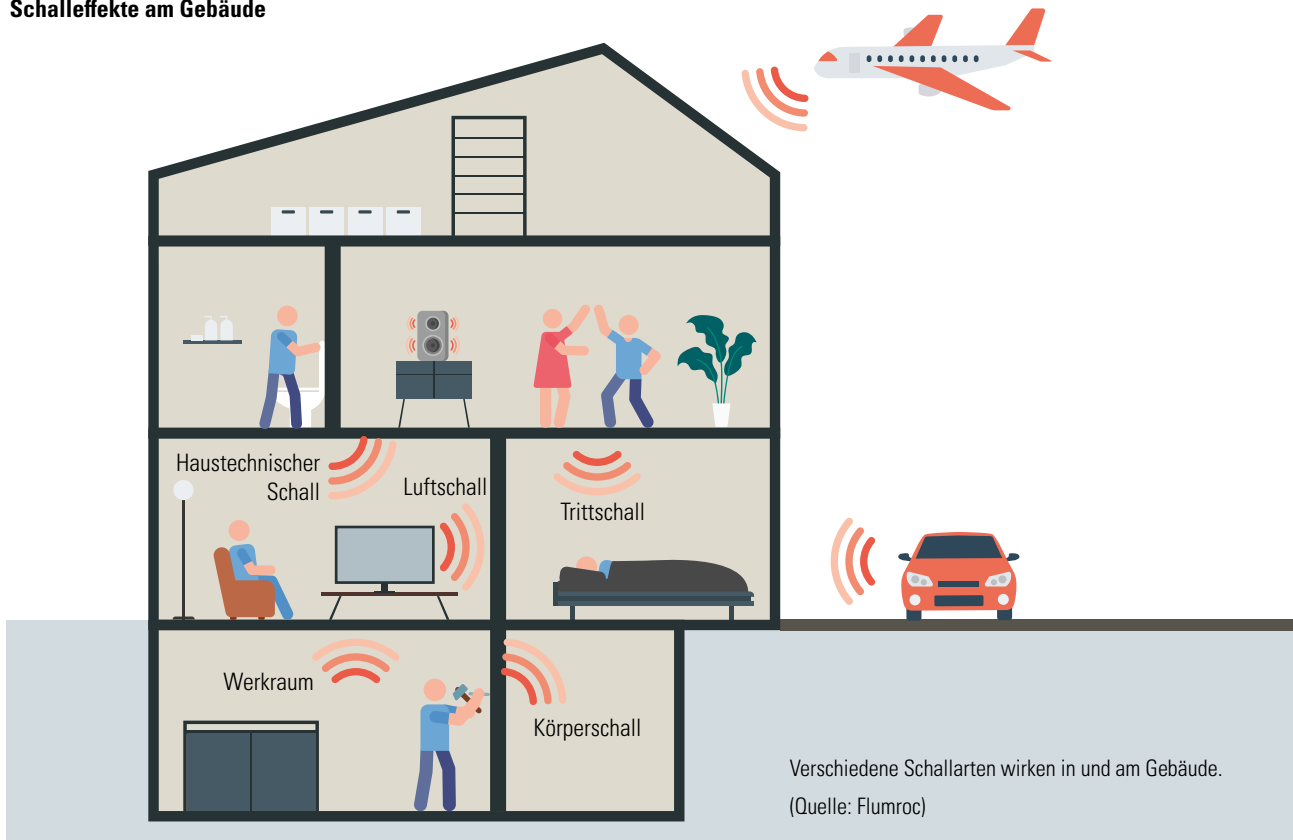 Schalleffekte am Gebäude
Haustechnischer
Schall
Luftschall
Trittschall
Werkraum
Körperschall
Verschiedene Schallarten wirken in und am Gebäude.
(Quelle: Flumroc)